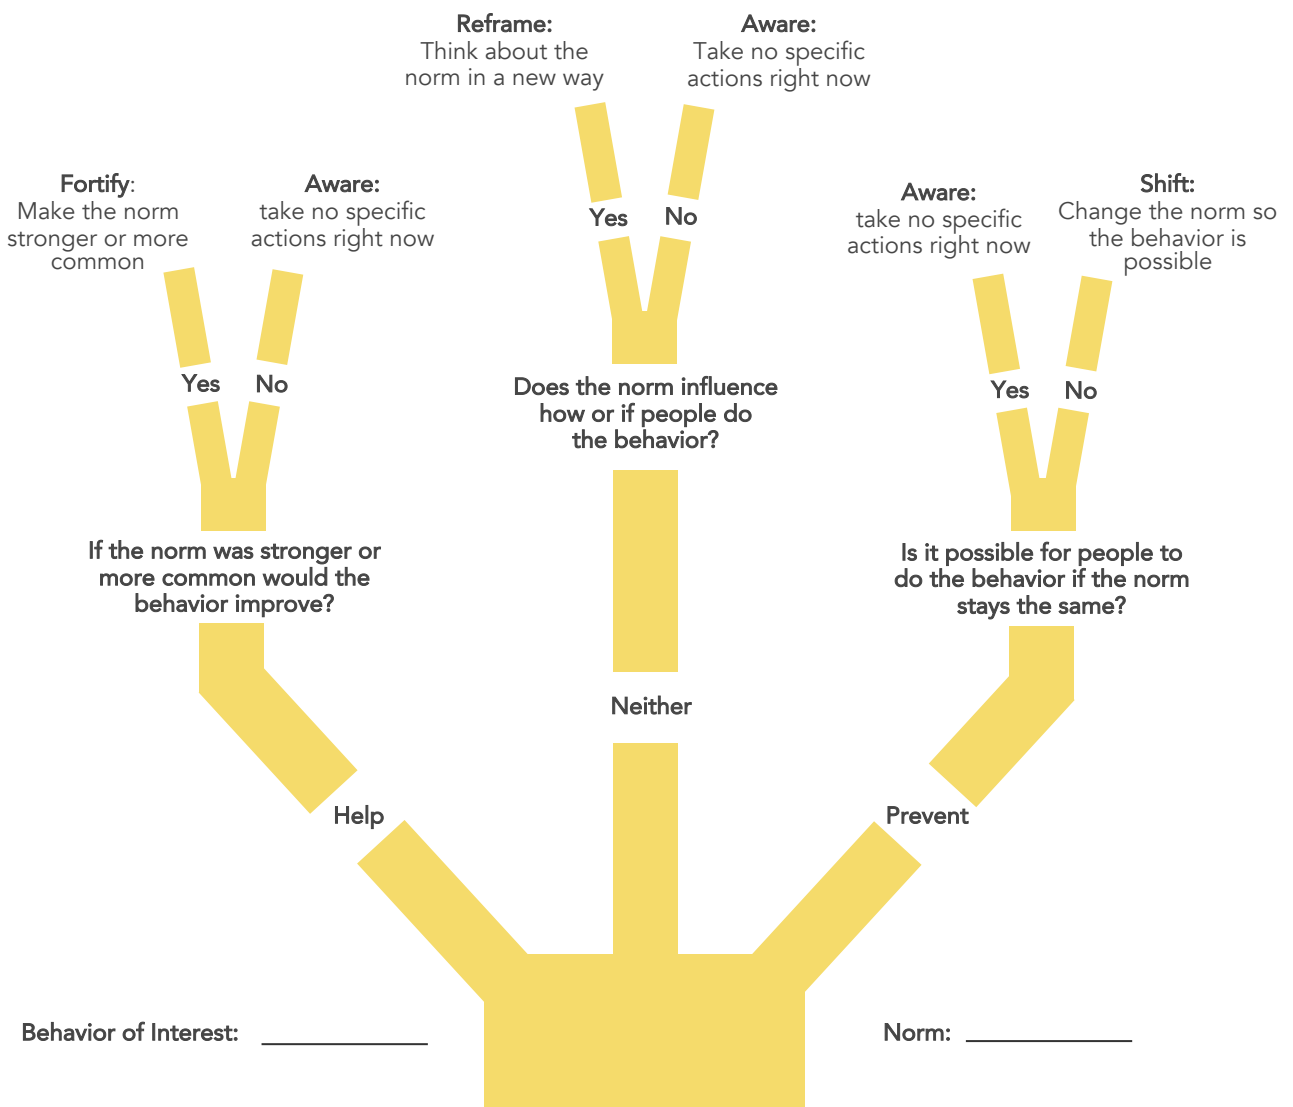 Reframe:
Think about the
norm in a new way
Aware:
Take no specific
actions right now
Fortify:
Make the norm
stronger or more
common
Aware:
take no specific
actions right now
Aware:
take no specific
actions right now
Shift:
Change the norm so
the behavior is
possible
Yes
No
Yes
No
Yes
No
Does the norm influence
how or if people do
the behavior?
If the norm was stronger or
more common would the
behavior improve?
Is it possible for people to
do the behavior if the norm
stays the same?
Neither
Help
Prevent
Behavior of Interest:
Norm: